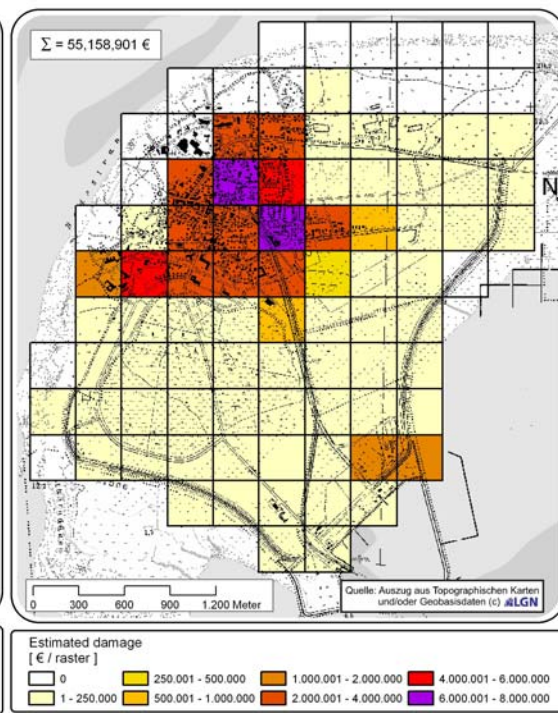 Σ = 55,158,901 €
N
0 300 600 900 1.200 Meter
Quelle: Auszug aus Topographischen Karten
und/oder Geobasisdaten (c) LGN
Estimated damage
[ € / raster ]
0
250.001 - 500.000
1.000.001 - 2.000.000
4.000.001 - 6.000.000
1 - 250.000
500.001 - 1.000.000
2.000.001 - 4.000.000
6.000.001 - 8.000.000